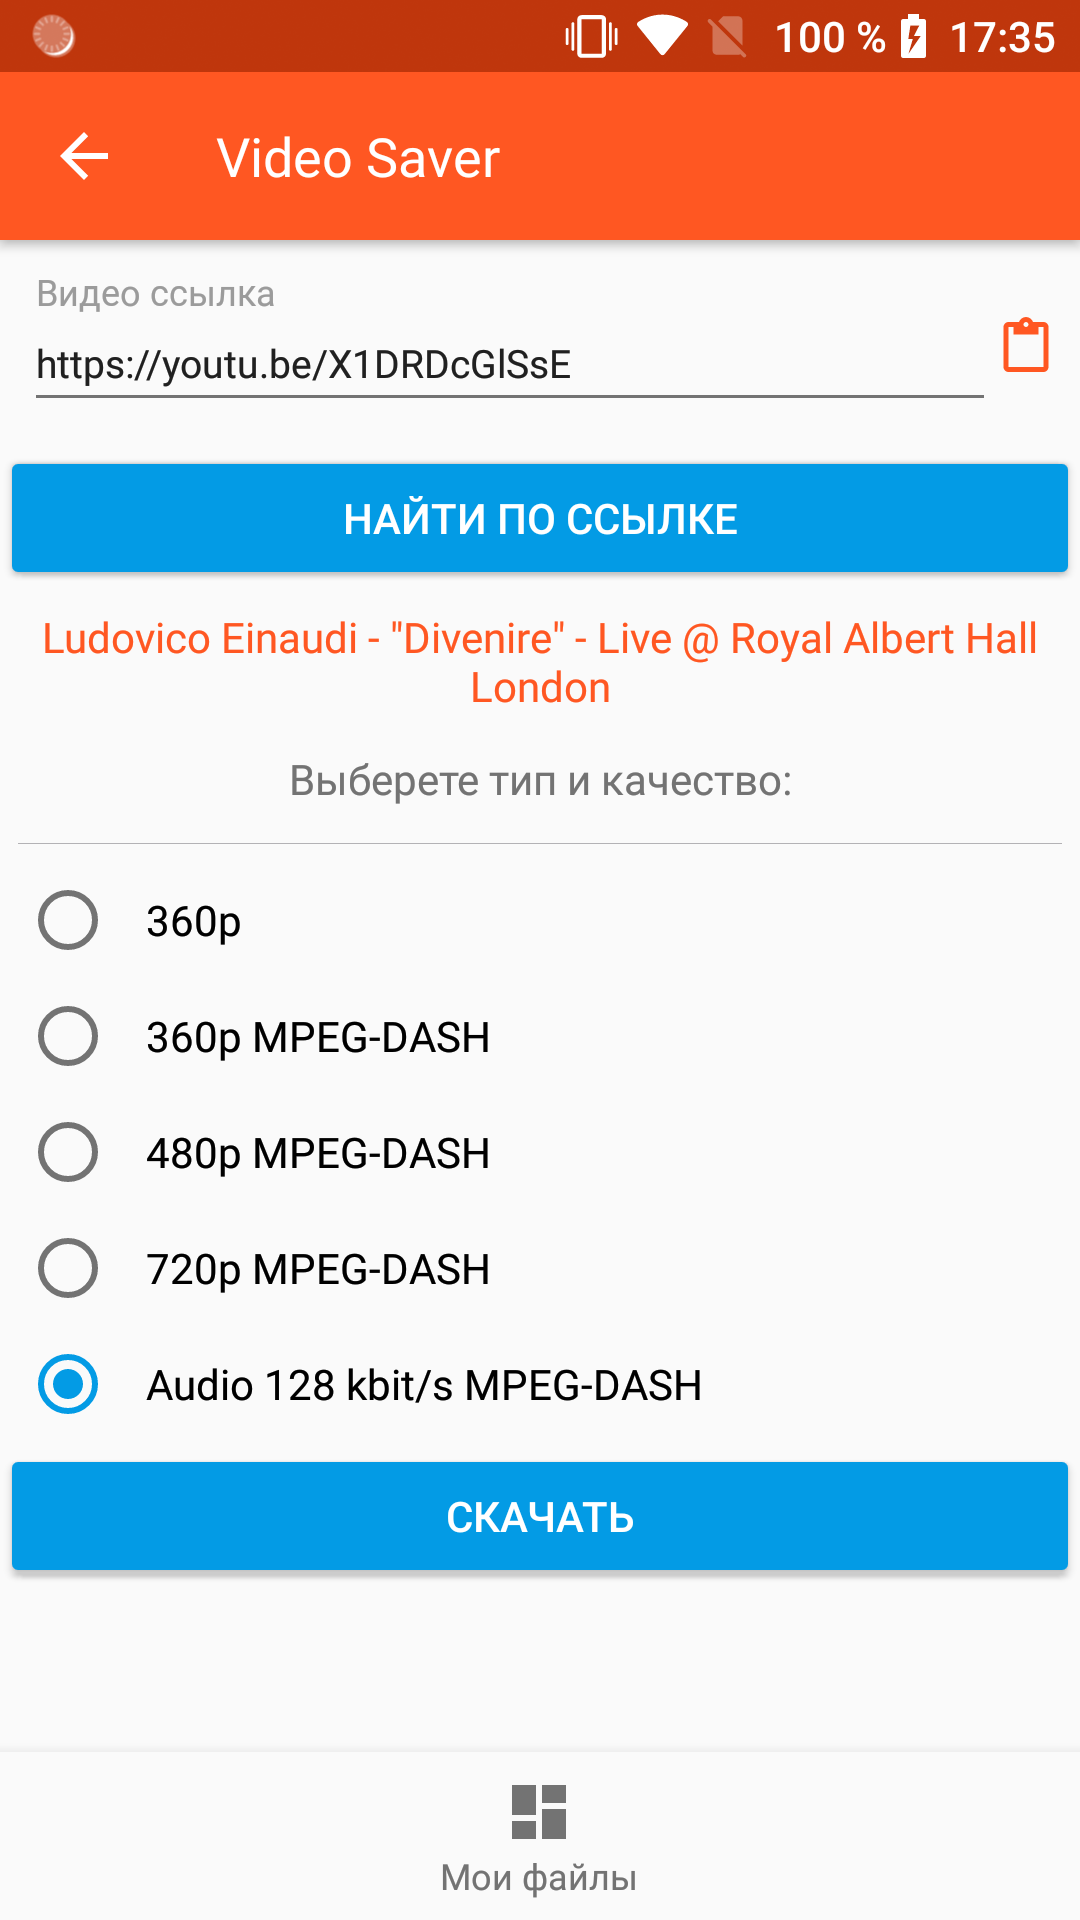 100 % 17:35
Video Saver
Видео ссылка
https://youtu.be/X1DRDcGlSsE
НАЙТИ ПО ССЫЛКЕ
Ludovico Einaudi - "Divenire" - Live @ Royal Albert Hall
London
Выберете тип и качество:
360p
360p MPEG-DASH
480p MPEG-DASH
720p MPEG-DASH
Audio 128 kbit/s MPEG-DASH
СКАЧАТЬ
Мои файлы